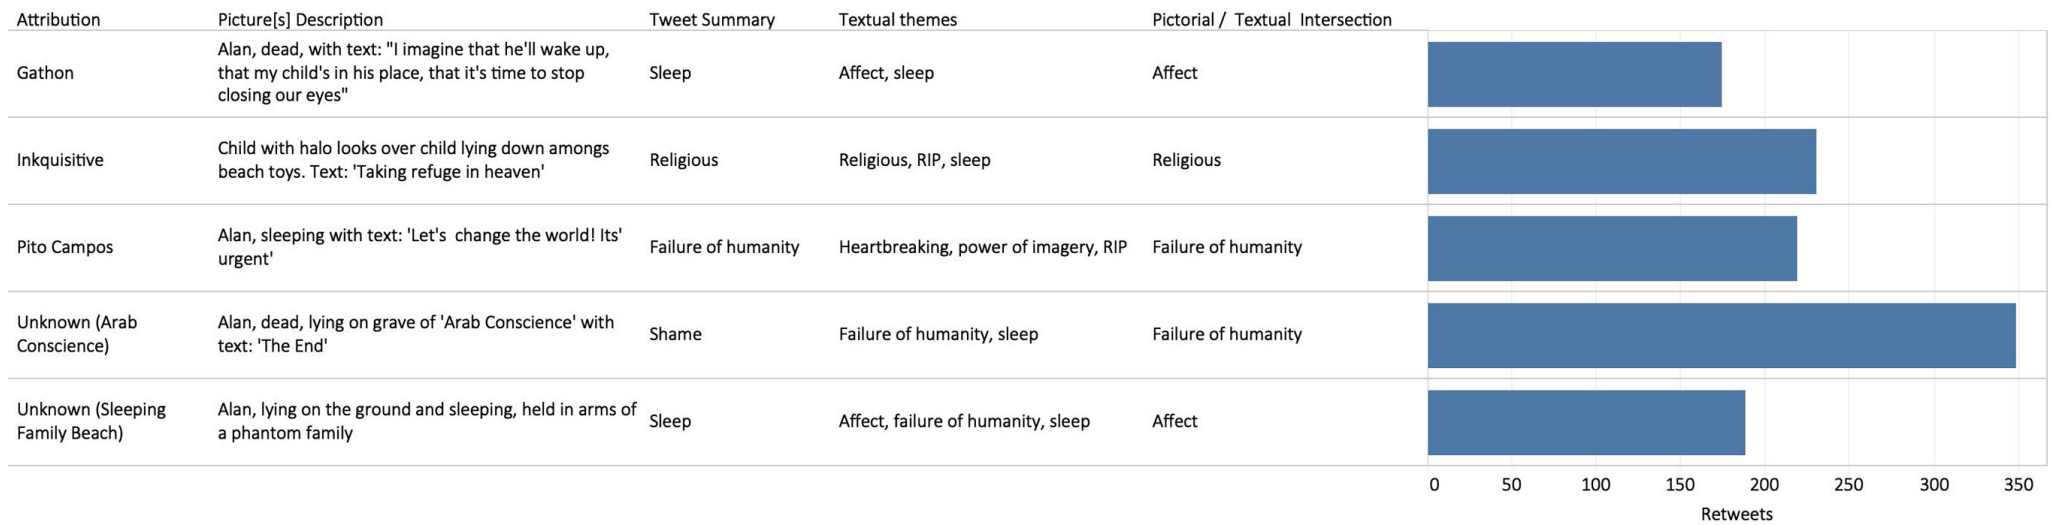 Attribution Picture[s] Description Tweet Summary Textual themes Pictorial / Textual Intersection
Gathon
Alan, dead, with text: "I imagine that he'll wake up,
that my child's in his place, that it's time to stop
closing our eyes"
Sleep
Affect, sleep
Affect
Inkquisitive
Child with halo looks over child lying down amongs
beach toys. Text: 'Taking refuge in heaven'
Religious
Religious, RIP, sleep
Religious
Pito Campos
Alan, sleeping with text: 'Let's change the world! Its'
urgent'
Failure of humanity
Heartbreaking, power of imagery, RIP
Failure of humanity
Unknown (Arab
Conscience)
Alan, dead, lying on grave of 'Arab Conscience' with
text: 'The End'
Shame
Failure of humanity, sleep
Failure of humanity
Unknown (Sleeping
Family Beach)
Alan, lying on the ground and sleeping, held in arms of
a phantom family
Sleep
Affect, failure of humanity, sleep
Affect
0 50 100 150 200 250 300 350
Retweets